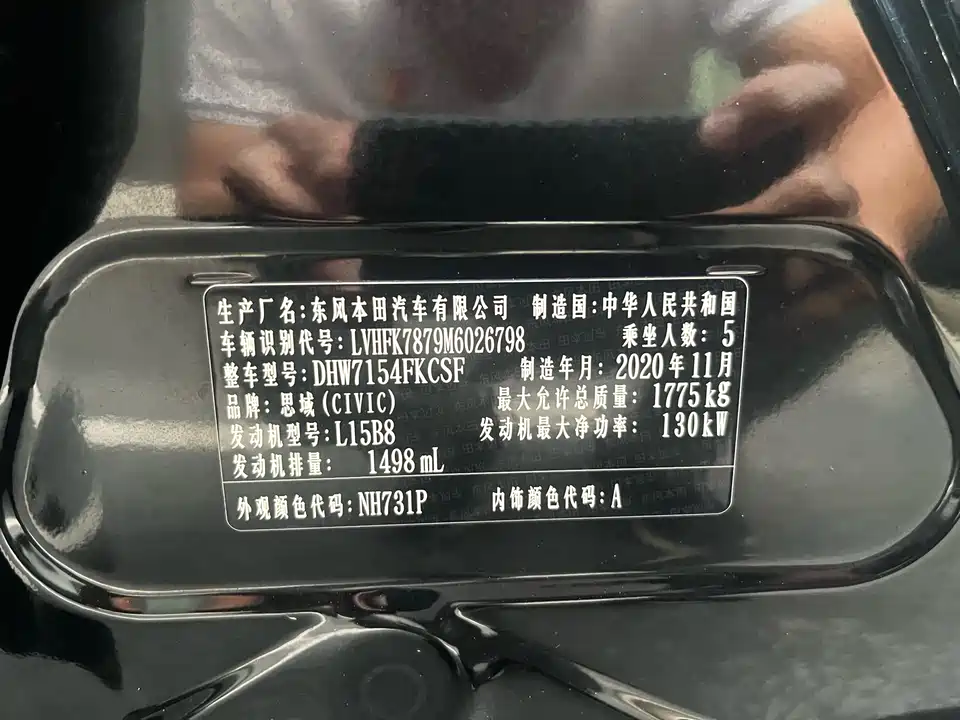 生产厂名:东风本田汽车有限公司 制造国:中华人民共和国
车辆识别代号:LVHFK7879M6026798 乘坐人数:5
整车型号:DHW7154FKCSF 制造年月:2020年11月
品牌:思域(CIVIC) 最大允许总质量:1775kg
发动机型号:L15B8 发动机最大净功率:130kW
发动机排量:1498mL
外观颜色代码:NH731P 内饰颜色代码:A